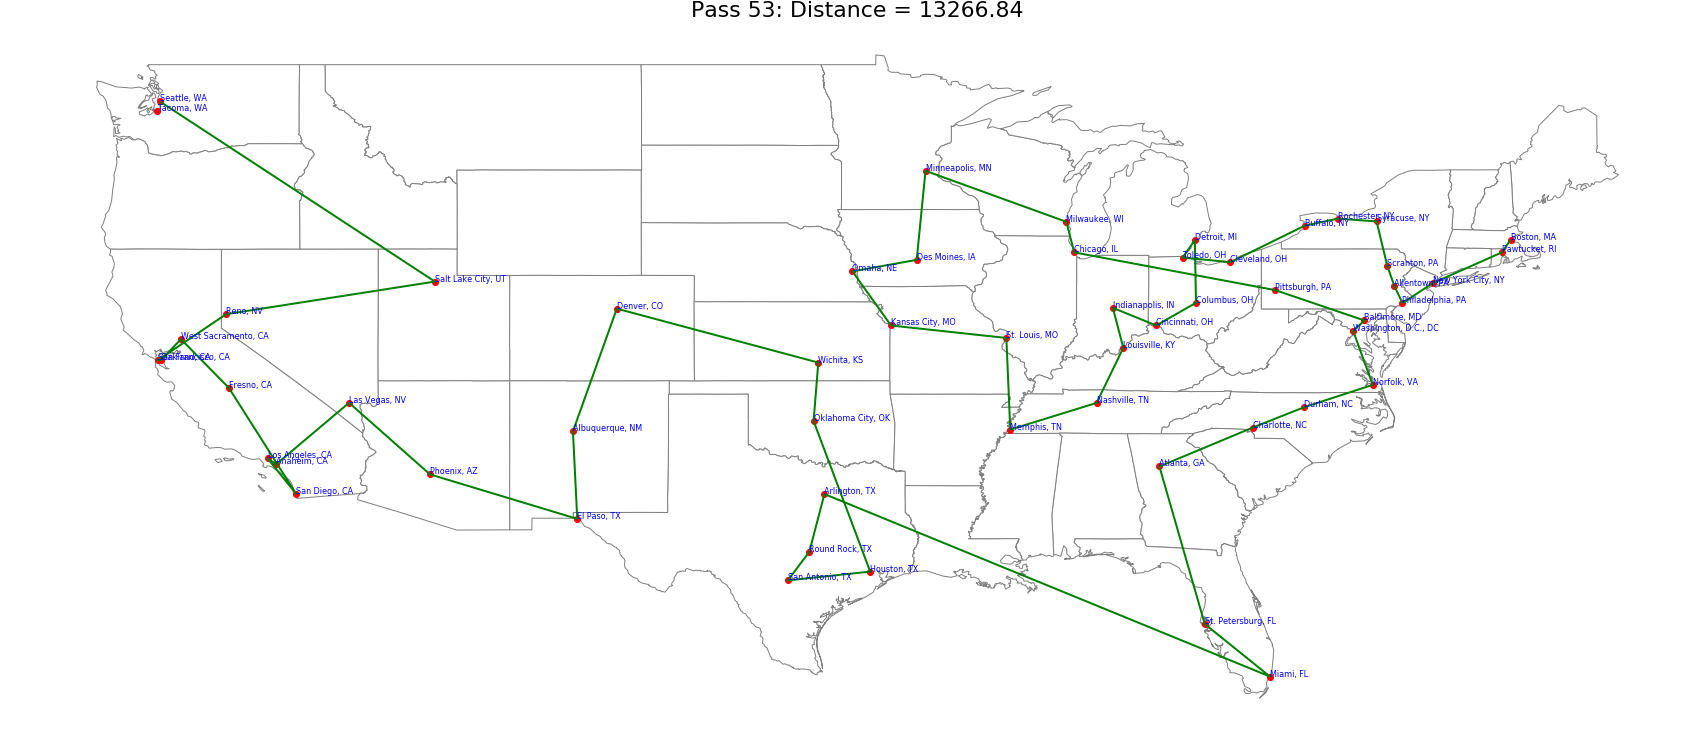 Pass 53: Distance = 13266.84
Seattle, WA
Tacoma, WA
Minneapolis, MN
Milwaukee, WI
Buffalo, NY
Rochester, NY
Syracuse, NY
Detroit, MI
Boston, MA
Pawtucket, RI
Chicago, IL
Toledo, OH
Cleveland, OH
Des Moines, IA
Omaha, NE
Scranton, PA
Salt Lake City, UT
Allentown, PA
New York City, NY
Pittsburgh, PA
Philadelphia, PA
Columbus, OH
Denver, CO
Indianapolis, IN
Reno, NV
Baltimore, MD
Kansas City, MO
Cincinnati, OH
Washington, D.C., DC
West Sacramento, CA
St. Louis, MO
Louisville, KY
Wichita, KS
Norfolk, VA
Fresno, CA
Las Vegas, NV
Nashville, TN
Durham, NC
Oklahoma City, OK
Albuquerque, NM
Memphis, TN
Charlotte, NC
Los Angeles, CA
Anaheim, CA
Atlanta, GA
Phoenix, AZ
San Diego, CA
Arlington, TX
El Paso, TX
Round Rock, TX
Houston, TX
San Antonio, TX
St. Petersburg, FL
Miami, FL